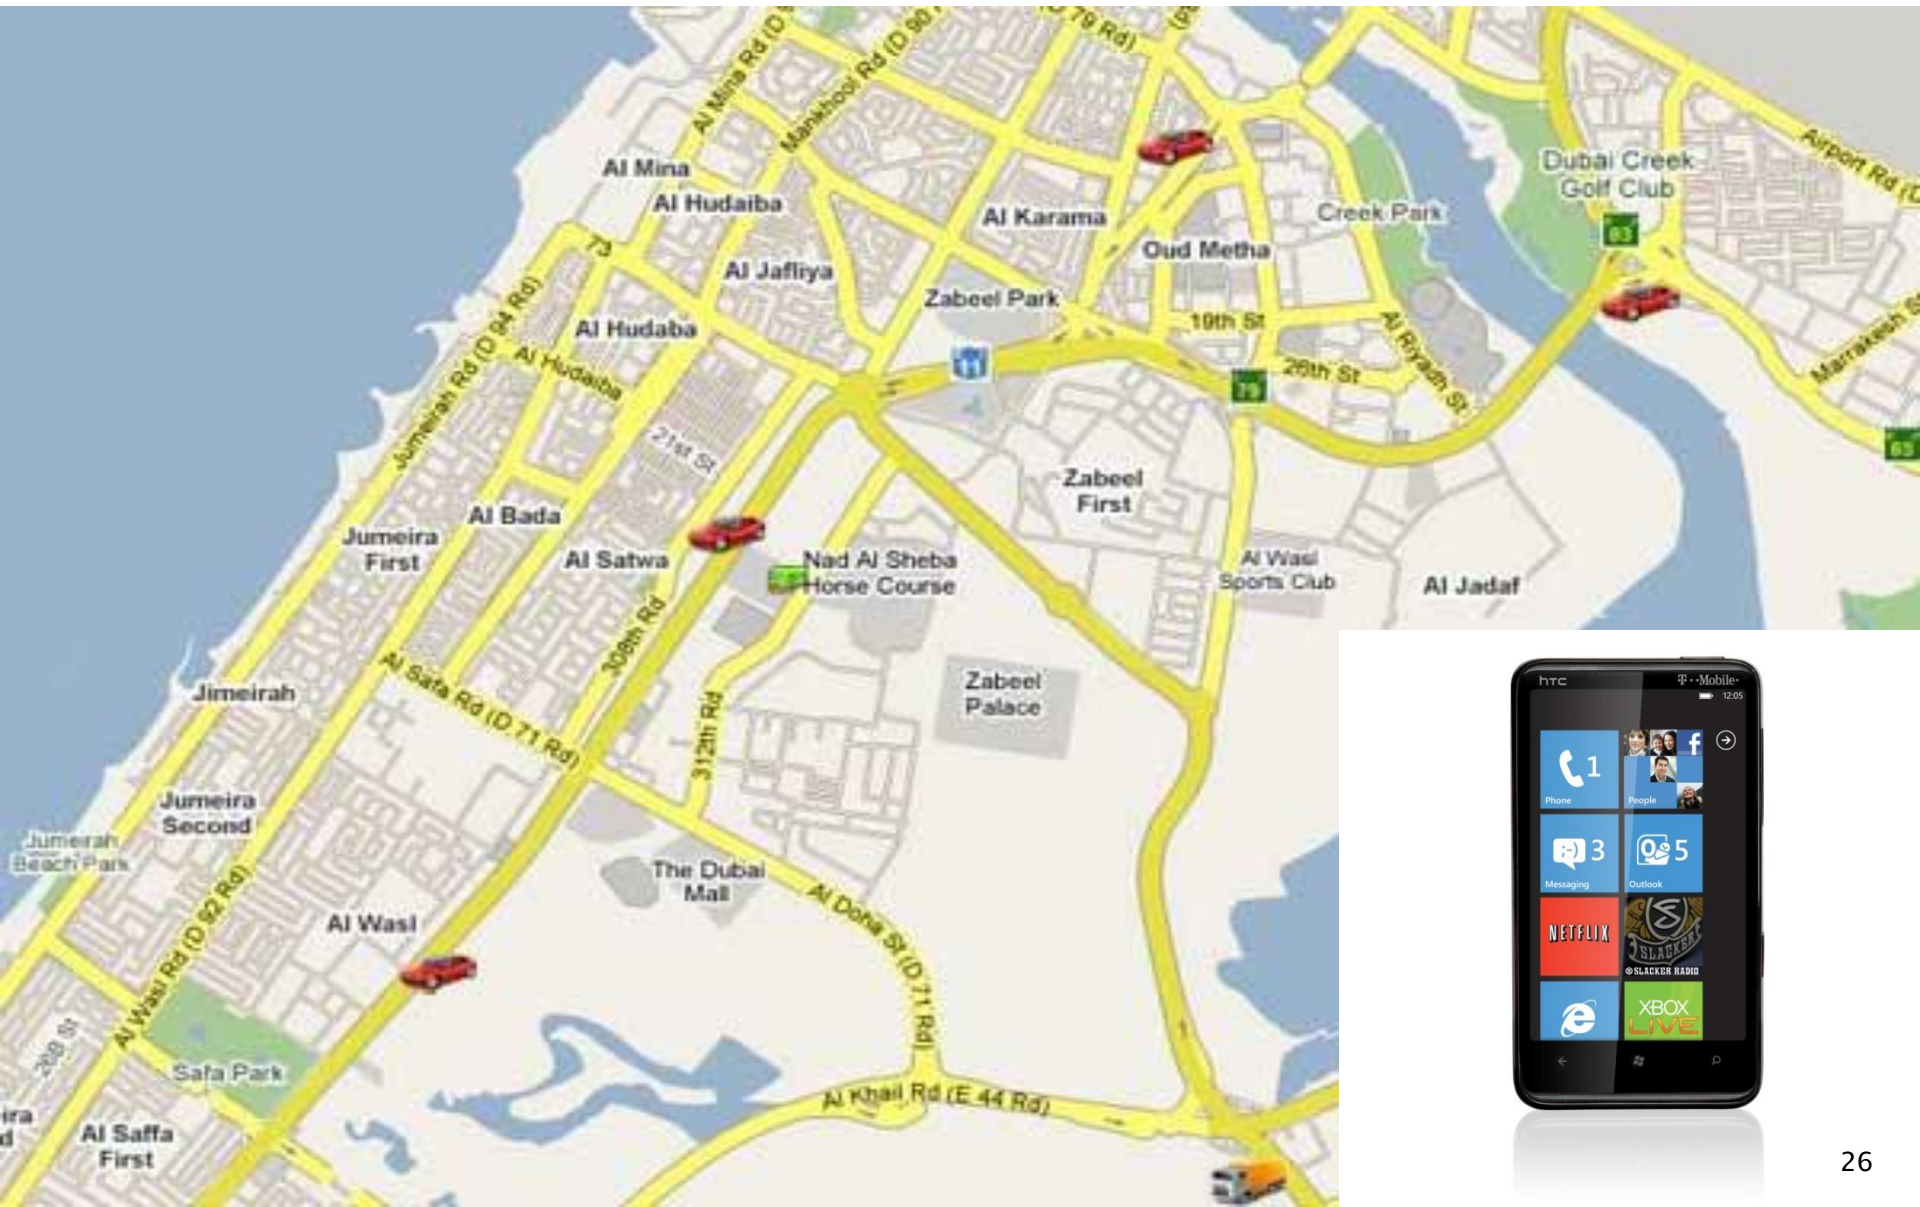 79 Rd)
Al Mina Rd (D
Mankhool Rd (D 90
Airport Rd (D
Dubai Creek
Golf Club
Al Mina
Al Hudaiba
Al Karama
Creek Park
Oud Metha
73
Al Jafliya
63
Zabeel Park
Al Hudaba
19th St
Jumeirah Rd (D 94 Rd)
Al Hudaiba
26th St
Al Riyadh St
Marrakesh St
79
21st St
Zabeel
First
Al Bada
Jumeira
First
Al Satwa
Nad Al Sheba
Horse Course
Al Wasl
Sports Club
Al Jadaf
308th Rd
Al Safa Rd (D 71 Rd)
Jimeirah
312th Rd
Zabeel
Palace
Jumeira
Second
Jumeirah
Beach Park
The Dubai
Mall
Al Doha St (D 71 Rd)
Al Wasl
Al Wasl Rd (D 92 Rd)
Safa Park
Al Khail Rd (E 44 Rd)
ira
d
Al Saffa
First
hTC
T··Mobile·
12:05
1
Phone
f
People
3
Messaging
5
Outlook
NETFLIX
SLACKER
SLACKER RADIO
XBOX
LIVE
26